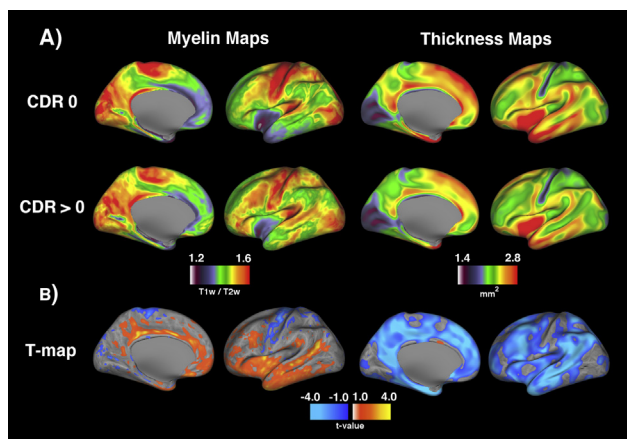 A)
Myelin Maps Thickness Maps
CDR 0
CDR > 0
1.2 1.6 1.4 2.8
T1w / T2w mm²
B)
T-map
-4.0 -1.0 1.0 4.0
t-value